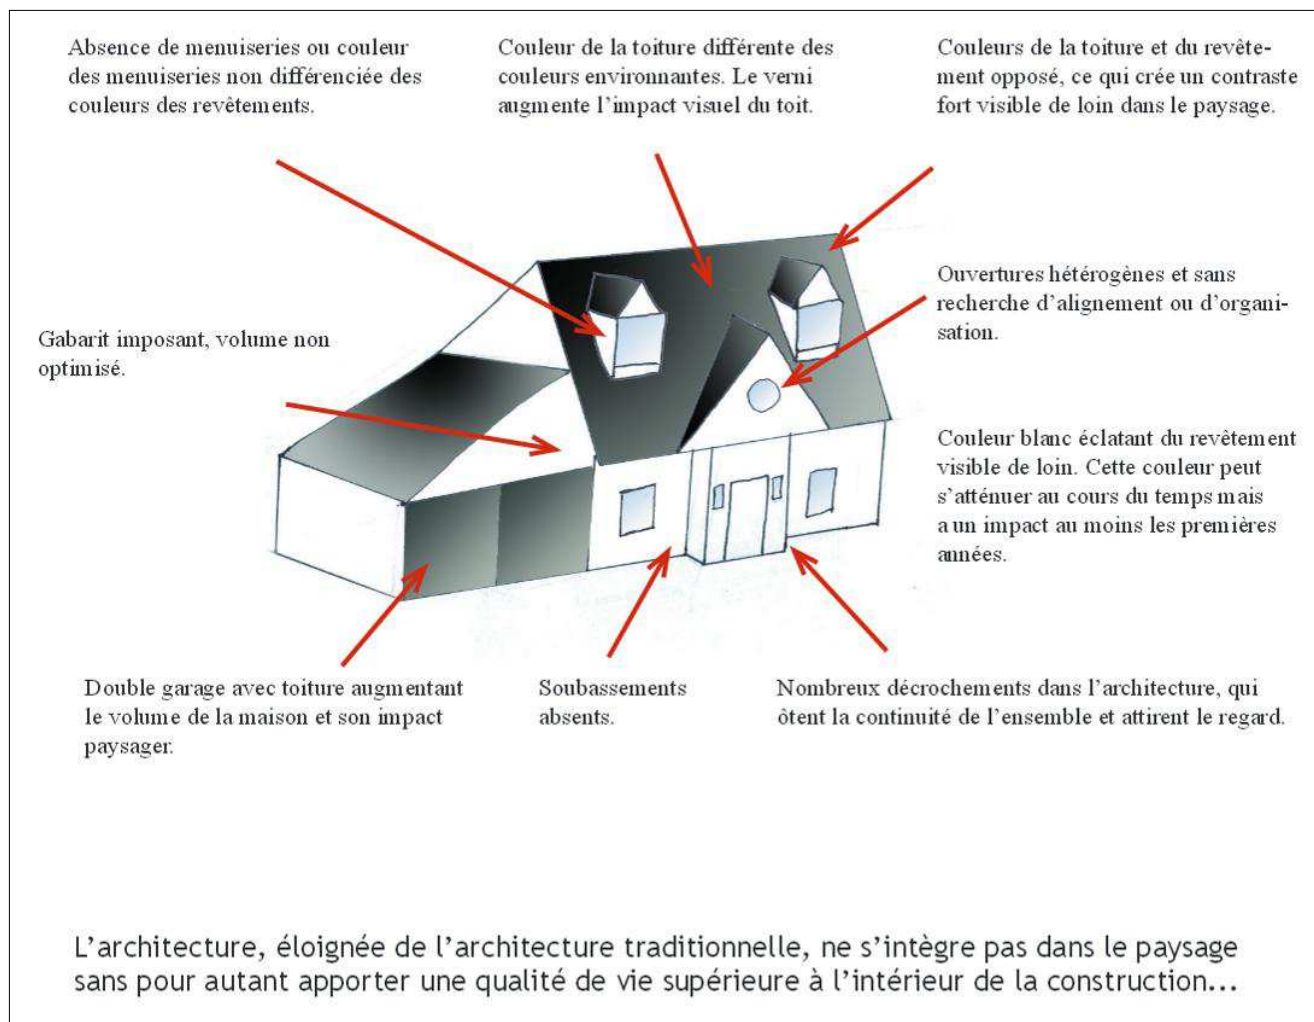 Absence de menuiseries ou couleur
des menuiseries non différenciée des
couleurs des revêtements.
Couleur de la toiture différente des
couleurs environnantes. Le verni
augmente l’impact visuel du toit.
Couleurs de la toiture et du revête-
ment opposé, ce qui crée un contraste
fort visible de loin dans le paysage.
Ouvertures hétérogènes et sans
recherche d’alignement ou d’organi-
sation.
Gabarit imposant, volume non
optimisé.
Couleur blanc éclatant du revêtement
visible de loin. Cette couleur peut
s’atténuer au cours du temps mais
a un impact au moins les premières
années.
Double garage avec toiture augmentant
le volume de la maison et son impact
paysager.
Soubassements
absents.
Nombreux décrochements dans l’architecture, qui
ôtent la continuité de l’ensemble et attirent le regard.
L’architecture, éloignée de l’architecture traditionnelle, ne s’intègre pas dans le paysage
sans pour autant apporter une qualité de vie supérieure à l’intérieur de la construction...